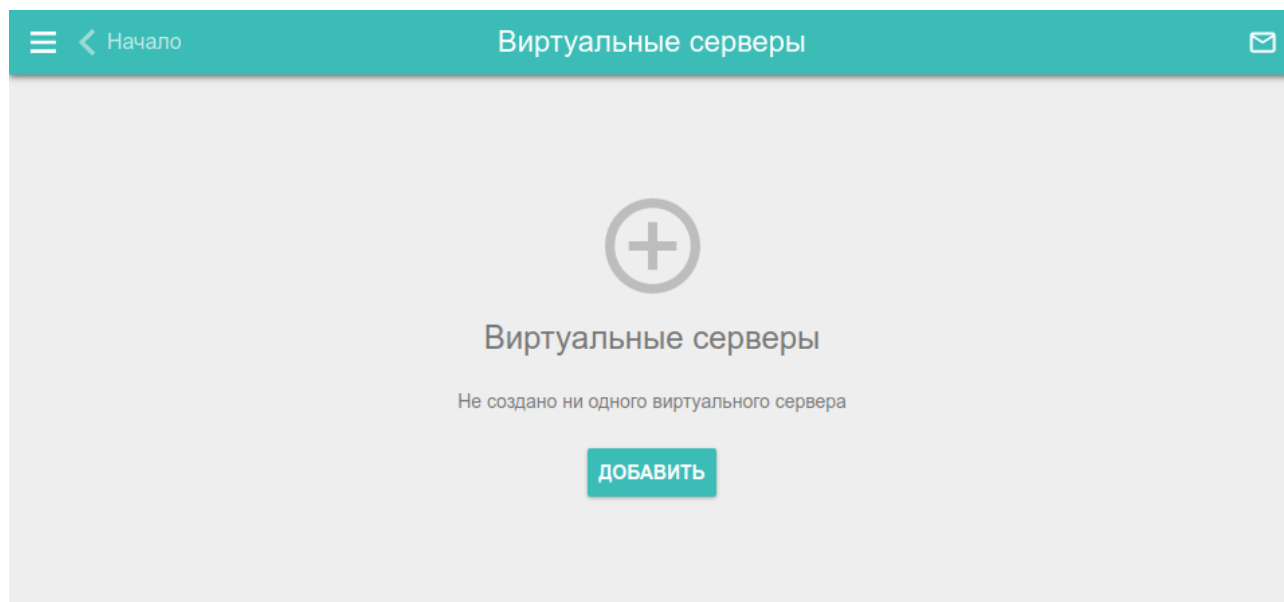 Начало
Виртуальные серверы
Виртуальные серверы
Не создано ни одного виртуального сервера
ДОБАВИТЬ